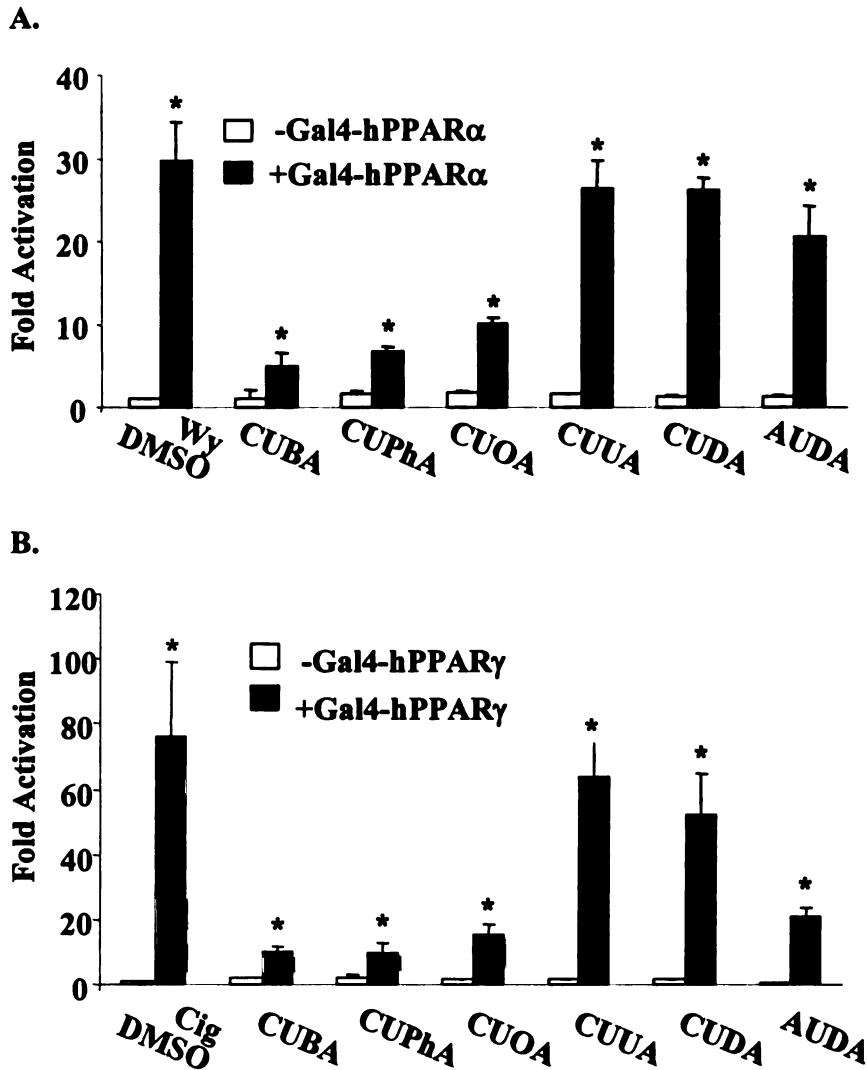 A.
40
30
20
10
0
Fold Activation
-Gal4-hPPARα
+Gal4-hPPARα
*
*
*
*
*
*
*
DMSO
Wy
CUBA
CUPhA
CUOA
CUUA
CUDA
AUDA
B.
120
100
80
60
40
20
0
Fold Activation
-Gal4-hPPARγ
+Gal4-hPPARγ
*
*
*
*
*
*
*
DMSO
Cig
CUBA
CUPhA
CUOA
CUUA
CUDA
AUDA